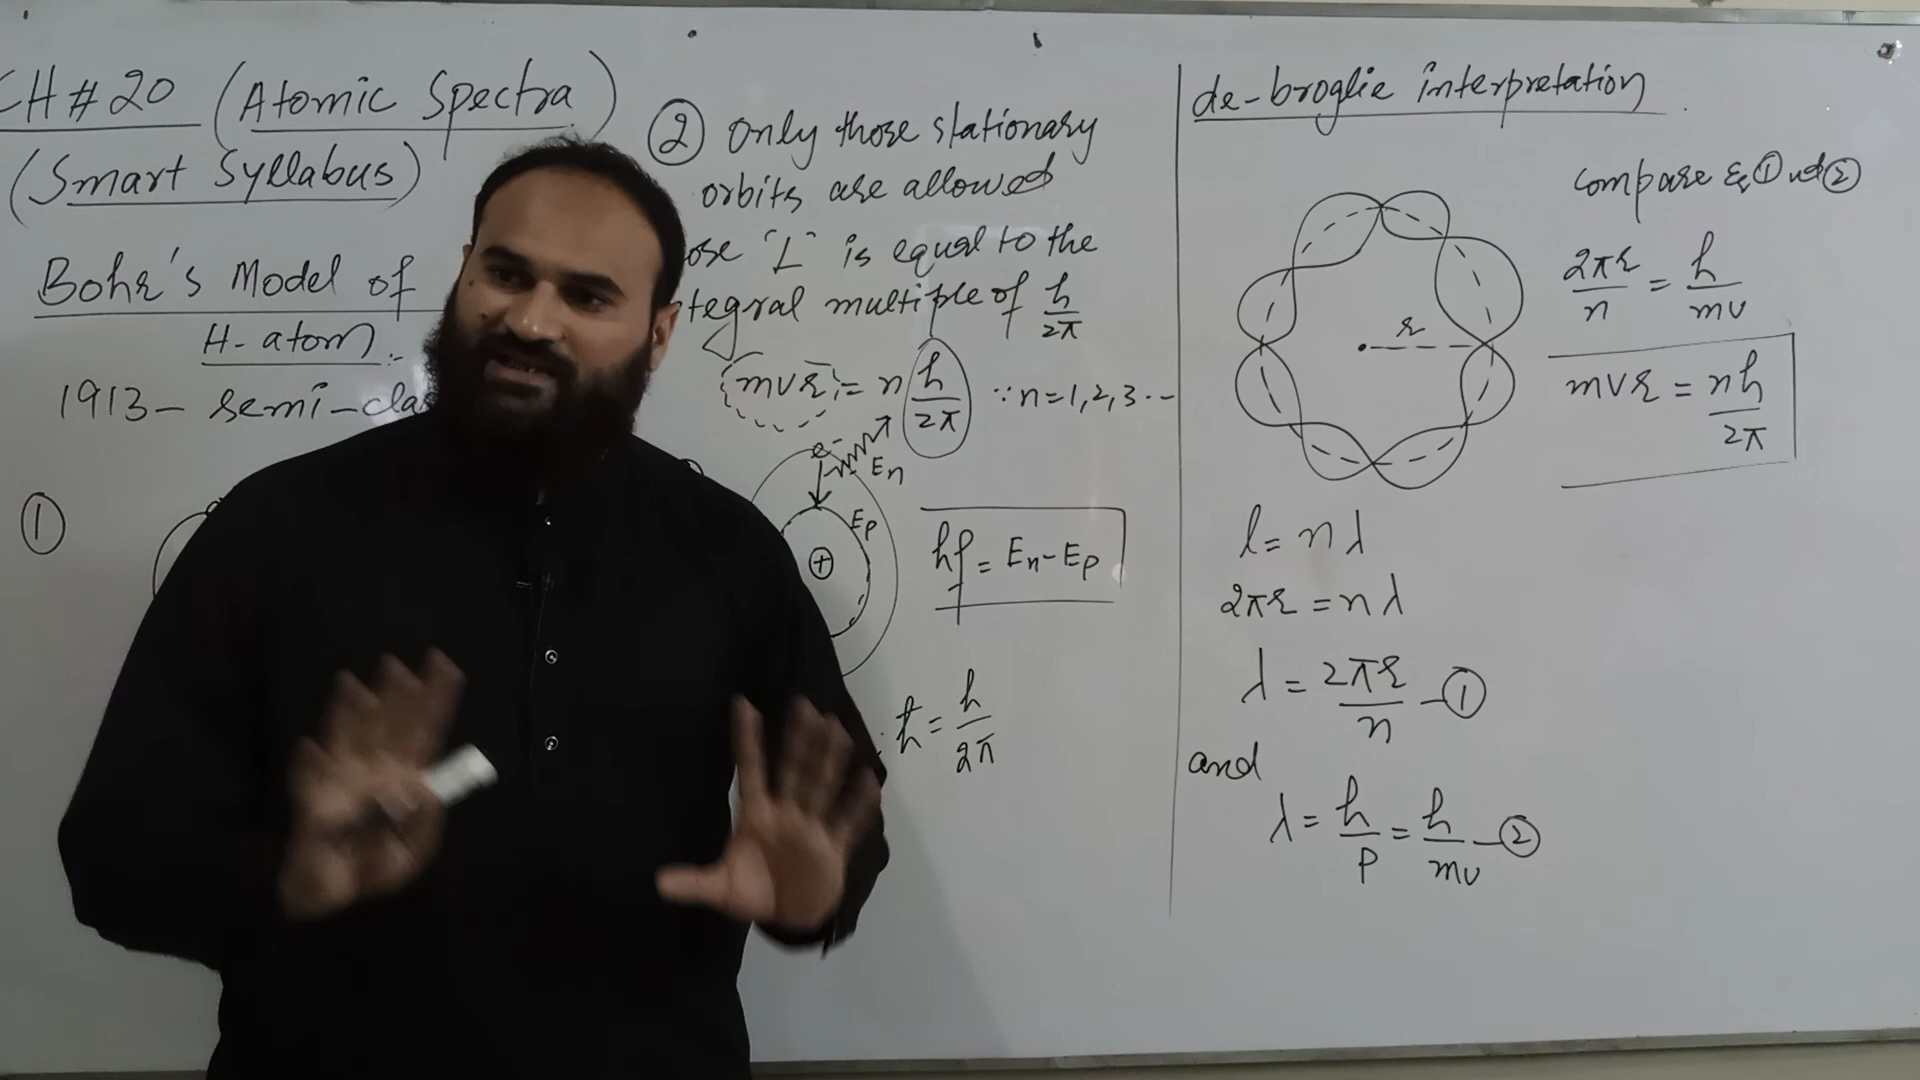 CH#20 (Atomic Spectra)
(Smart Syllabus)
Bohr's Model of
H-atom:-
1913- semi-clas
①
② Only those stationary
orbits are allowed
ose "L" is equal to the
tegral multiple of h/2π
mvr = n h/2π ∵ n=1,2,3...
e⁻
En
Ep
+
hf = En-Ep
ħ = h/2π
de-broglie interpretation
r
l = nλ
2πr = nλ
λ = 2πr/n -①
and
λ = h/p = h/mv -②
compare Eq ① and ②
2πr/n = h/mv
mvr = nh/2π